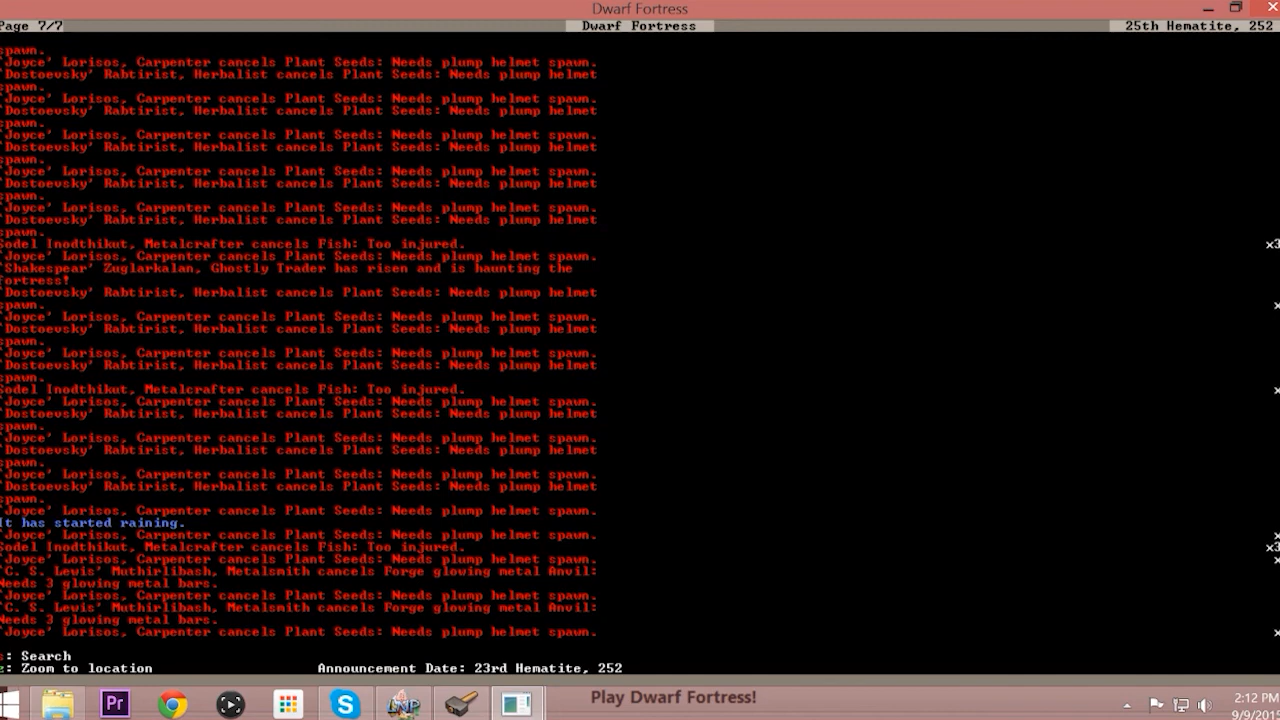 Dwarf Fortress
Page 7/7 Dwarf Fortress 25th Hematite, 252
spawn.
'Joyce' Lorisos, Carpenter cancels Plant Seeds: Needs plump helmet spawn.
'Dostoevsky' Rabtirist, Herbalist cancels Plant Seeds: Needs plump helmet
spawn.
'Joyce' Lorisos, Carpenter cancels Plant Seeds: Needs plump helmet spawn.
'Dostoevsky' Rabtirist, Herbalist cancels Plant Seeds: Needs plump helmet
spawn.
'Joyce' Lorisos, Carpenter cancels Plant Seeds: Needs plump helmet spawn.
'Dostoevsky' Rabtirist, Herbalist cancels Plant Seeds: Needs plump helmet
spawn.
'Joyce' Lorisos, Carpenter cancels Plant Seeds: Needs plump helmet spawn.
'Dostoevsky' Rabtirist, Herbalist cancels Plant Seeds: Needs plump helmet
spawn.
'Joyce' Lorisos, Carpenter cancels Plant Seeds: Needs plump helmet spawn.
'Dostoevsky' Rabtirist, Herbalist cancels Plant Seeds: Needs plump helmet
spawn.
Sodel Inodthikut, Metalcrafter cancels Fish: Too injured. x3
'Joyce' Lorisos, Carpenter cancels Plant Seeds: Needs plump helmet spawn.
'Shakespear' Zuglarkalan, Ghostly Trader has risen and is haunting the
fortress!
'Dostoevsky' Rabtirist, Herbalist cancels Plant Seeds: Needs plump helmet
spawn. x
'Joyce' Lorisos, Carpenter cancels Plant Seeds: Needs plump helmet spawn.
'Dostoevsky' Rabtirist, Herbalist cancels Plant Seeds: Needs plump helmet
spawn.
'Joyce' Lorisos, Carpenter cancels Plant Seeds: Needs plump helmet spawn.
'Dostoevsky' Rabtirist, Herbalist cancels Plant Seeds: Needs plump helmet
spawn.
Sodel Inodthikut, Metalcrafter cancels Fish: Too injured. x
'Joyce' Lorisos, Carpenter cancels Plant Seeds: Needs plump helmet spawn.
'Dostoevsky' Rabtirist, Herbalist cancels Plant Seeds: Needs plump helmet
spawn.
'Joyce' Lorisos, Carpenter cancels Plant Seeds: Needs plump helmet spawn.
'Dostoevsky' Rabtirist, Herbalist cancels Plant Seeds: Needs plump helmet
spawn.
'Joyce' Lorisos, Carpenter cancels Plant Seeds: Needs plump helmet spawn.
'Dostoevsky' Rabtirist, Herbalist cancels Plant Seeds: Needs plump helmet
spawn.
'Joyce' Lorisos, Carpenter cancels Plant Seeds: Needs plump helmet spawn.
It has started raining.
'Joyce' Lorisos, Carpenter cancels Plant Seeds: Needs plump helmet spawn. x
Sodel Inodthikut, Metalcrafter cancels Fish: Too injured. x3
'Joyce' Lorisos, Carpenter cancels Plant Seeds: Needs plump helmet spawn. x
'C. S. Lewis' Muthirlibash, Metalsmith cancels Forge glowing metal Anvil:
Needs 3 glowing metal bars.
'Joyce' Lorisos, Carpenter cancels Plant Seeds: Needs plump helmet spawn.
'C. S. Lewis' Muthirlibash, Metalsmith cancels Forge glowing metal Anvil:
Needs 3 glowing metal bars.
'Joyce' Lorisos, Carpenter cancels Plant Seeds: Needs plump helmet spawn. x
s: Search
z: Zoom to location Announcement Date: 23rd Hematite, 252
Pr
LNP
Play Dwarf Fortress!
2:12 PM
9/9/2015